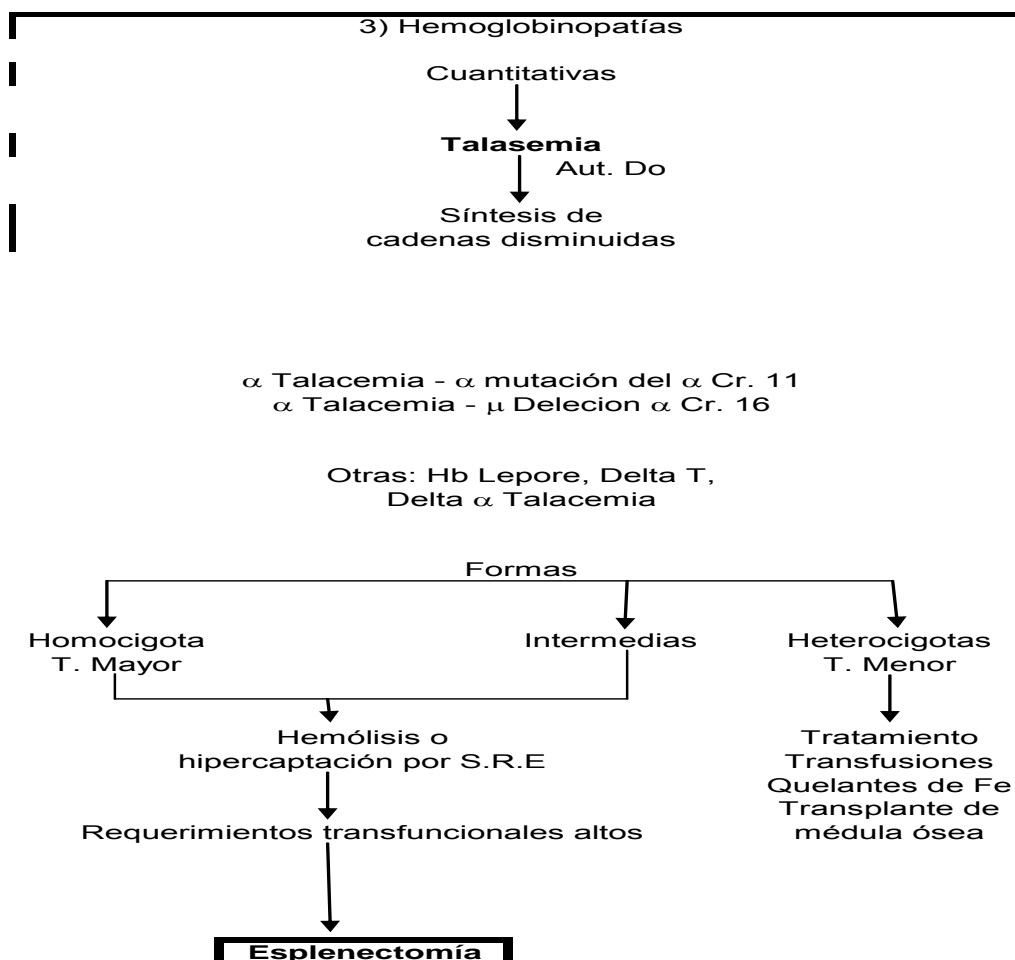 3) Hemoglobinopatías
Cuantitativas
Talasemia
Aut. Do
Síntesis de
cadenas disminuidas
α Talacemia - α mutación del α Cr. 11
α Talacemia - μ Delecion α Cr. 16
Otras: Hb Lepore, Delta T,
Delta α Talacemia
Formas
Homocigota
T. Mayor
Intermedias
Heterocigotas
T. Menor
Hemólisis o
hipercaptación por S.R.E
Requerimientos transfuncionales altos
Tratamiento
Transfusiones
Quelantes de Fe
Transplante de
médula ósea
Esplenectomía